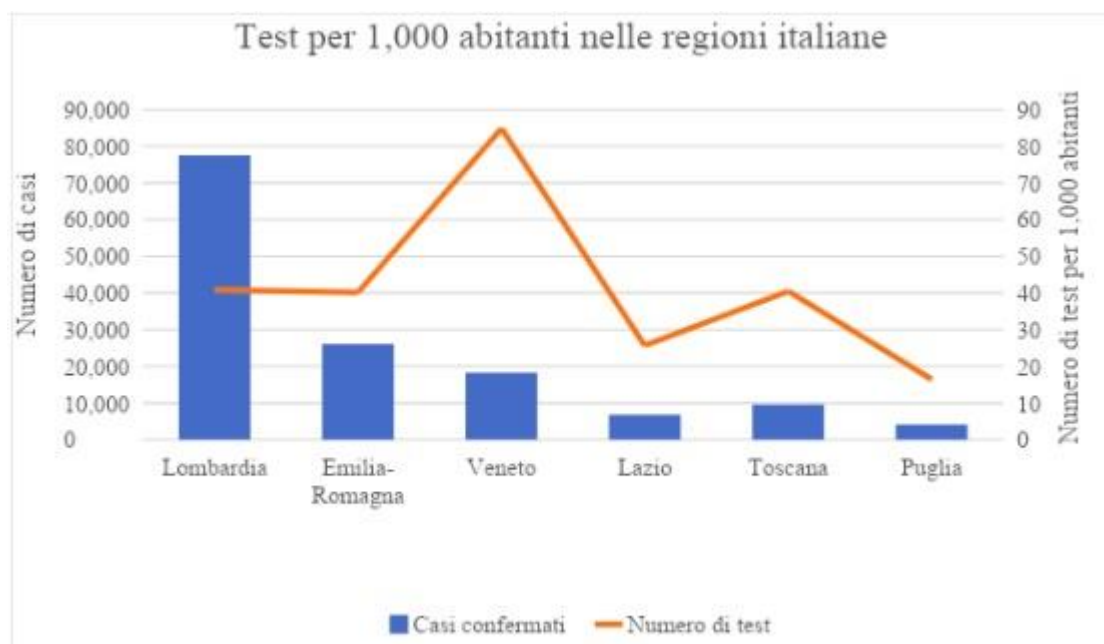 Test per 1,000 abitanti nelle regioni italiane
Numero di casi
90,000
80,000
70,000
60,000
50,000
40,000
30,000
20,000
10,000
0
90
80
70
60
50
40
30
20
10
0
Numero di test per 1,000 abitanti
Lombardia
Emilia-
Romagna
Veneto
Lazio
Toscana
Puglia
Casi confermati
Numero di test